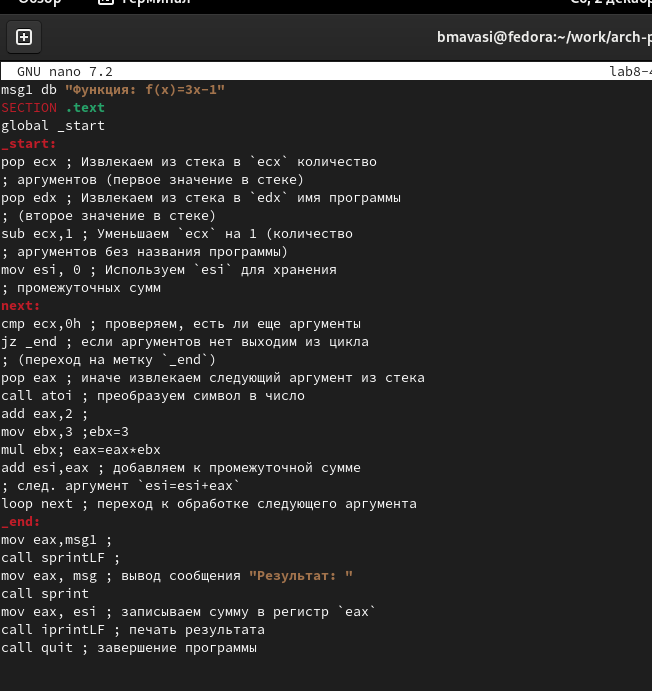 Обзор Терминал Сб, 2 декабр
bmavasi@fedora:~/work/arch-p
GNU nano 7.2 lab8-4
msg1 db "Функция: f(x)=3x-1"
SECTION .text
global _start
_start:
pop ecx ; Извлекаем из стека в `ecx` количество
; аргументов (первое значение в стеке)
pop edx ; Извлекаем из стека в `edx` имя программы
; (второе значение в стеке)
sub ecx,1 ; Уменьшаем `ecx` на 1 (количество
; аргументов без названия программы)
mov esi, 0 ; Используем `esi` для хранения
; промежуточных сумм
next:
cmp ecx,0h ; проверяем, есть ли еще аргументы
jz _end ; если аргументов нет выходим из цикла
; (переход на метку `_end`)
pop eax ; иначе извлекаем следующий аргумент из стека
call atoi ; преобразуем символ в число
add eax,2 ;
mov ebx,3 ;ebx=3
mul ebx; eax=eax*ebx
add esi,eax ; добавляем к промежуточной сумме
; след. аргумент `esi=esi+eax`
loop next ; переход к обработке следующего аргумента
_end:
mov eax,msg1 ;
call sprintLF ;
mov eax, msg ; вывод сообщения "Результат: "
call sprint
mov eax, esi ; записываем сумму в регистр `eax`
call iprintLF ; печать результата
call quit ; завершение программы